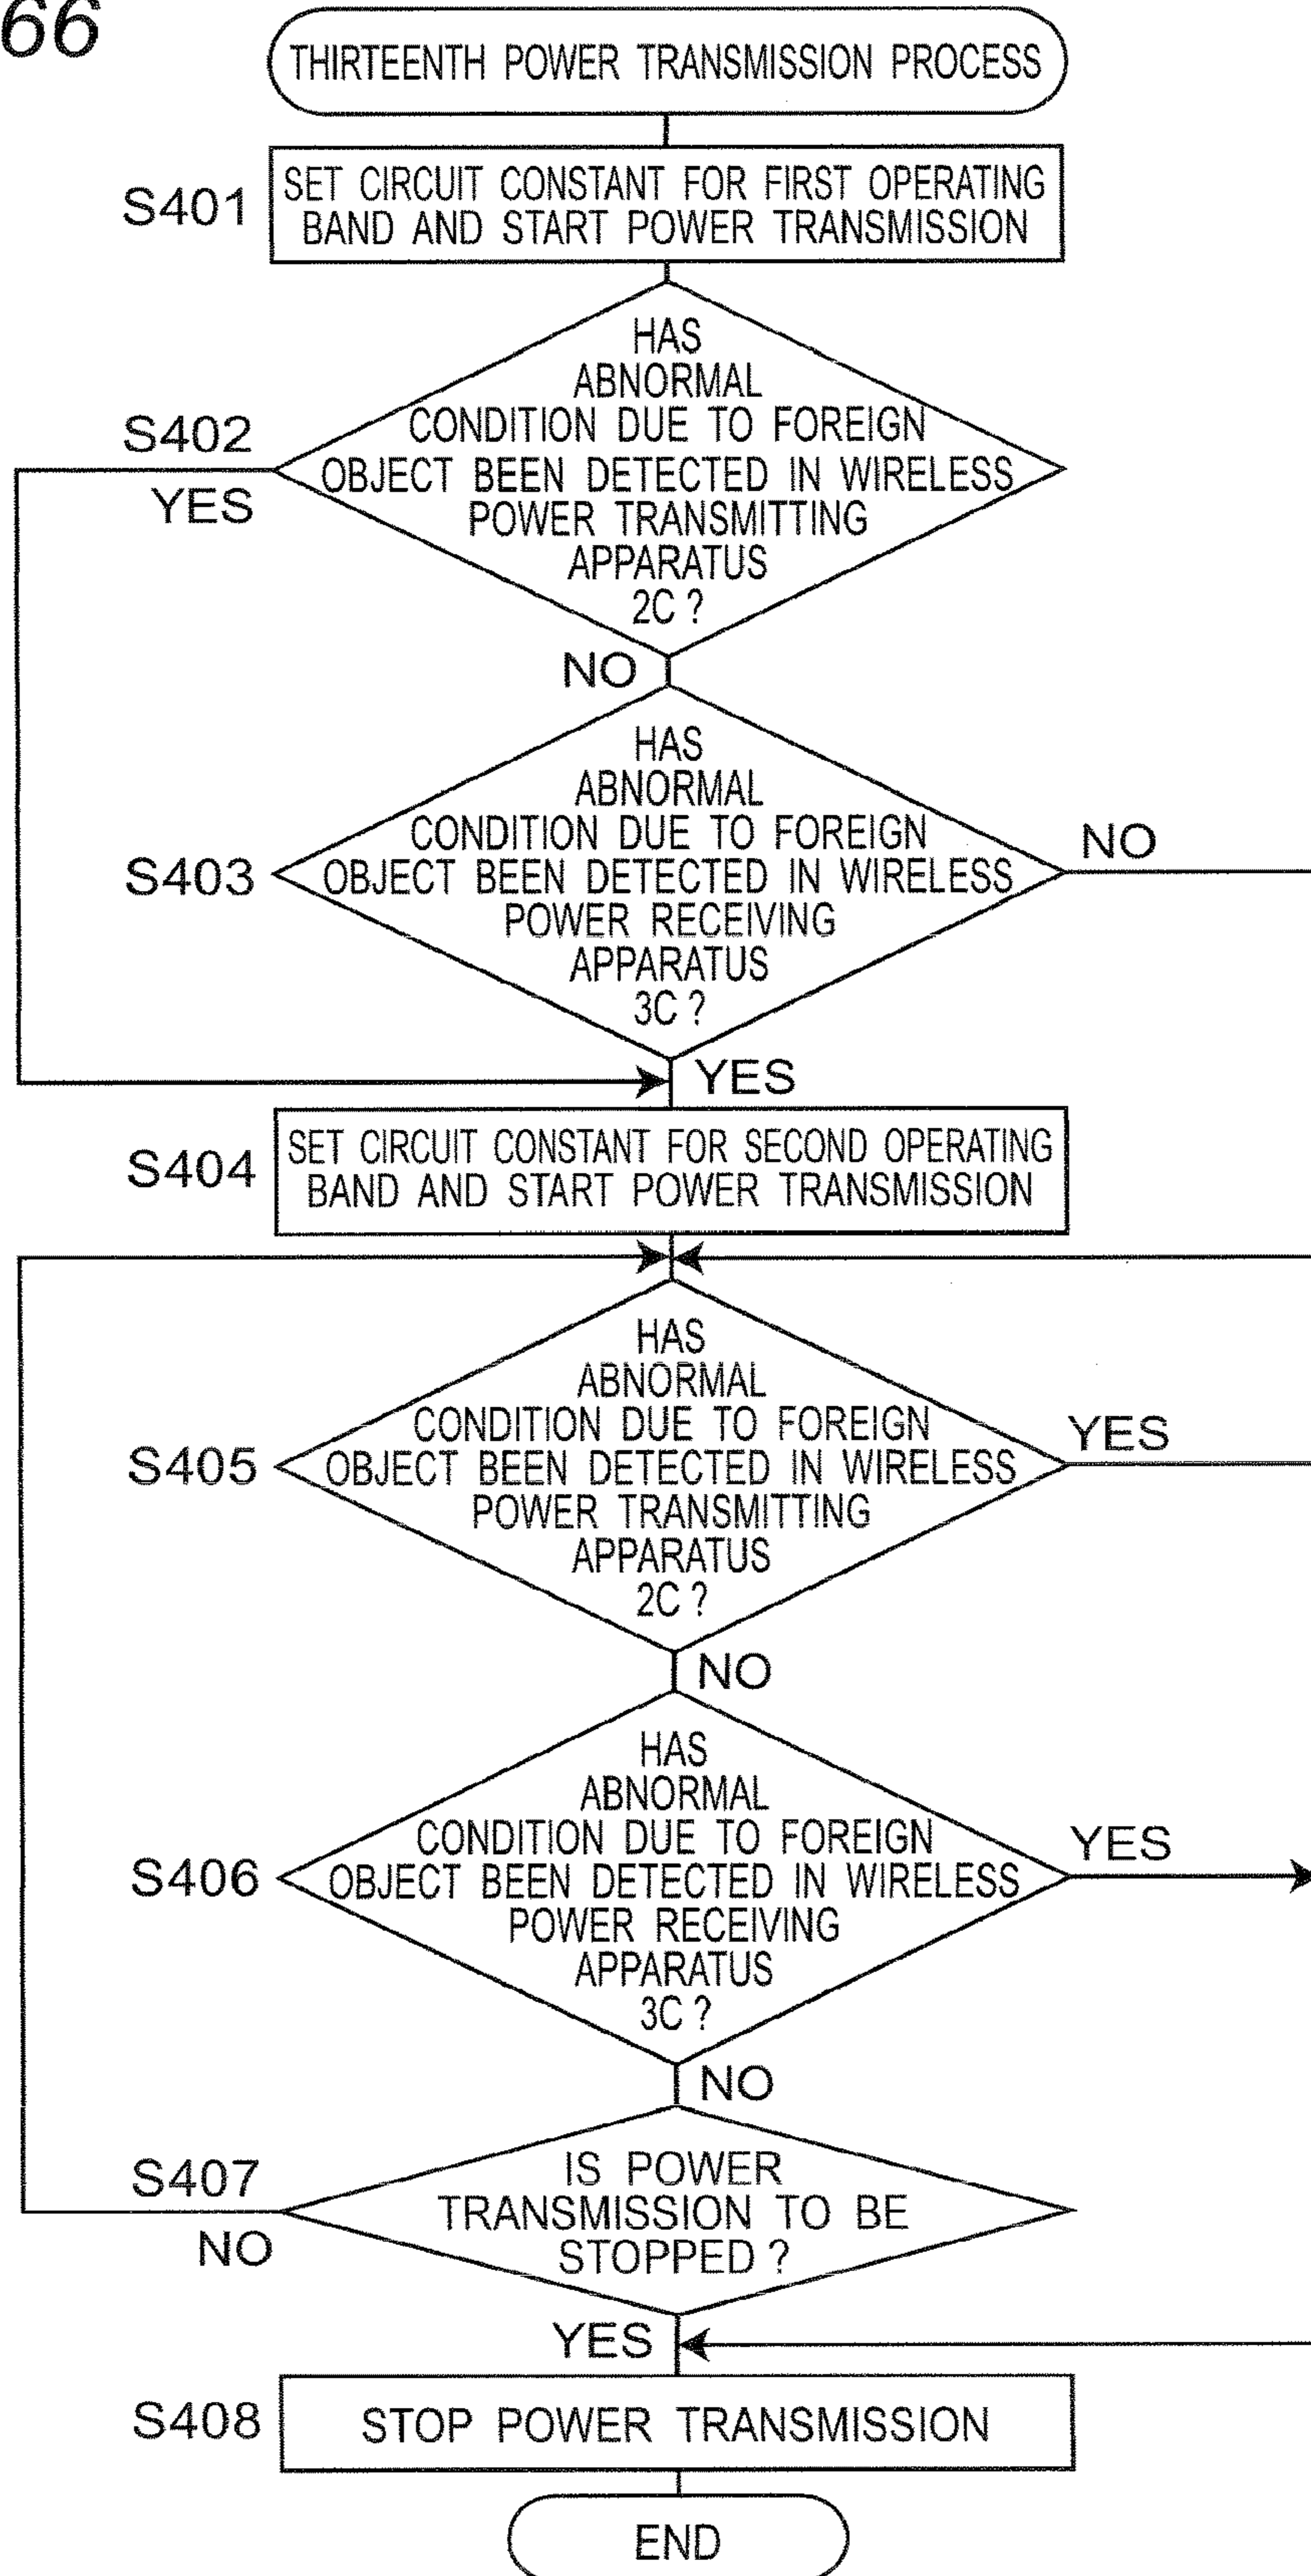 66
THIRTEENTH POWER TRANSMISSION PROCESS
S401
SET CIRCUIT CONSTANT FOR FIRST OPERATING
BAND AND START POWER TRANSMISSION
HAS
ABNORMAL
CONDITION DUE TO FOREIGN
OBJECT BEEN DETECTED IN WIRELESS
POWER TRANSMITTING
APPARATUS
2C ?
S402
YES
NO
HAS
ABNORMAL
CONDITION DUE TO FOREIGN
OBJECT BEEN DETECTED IN WIRELESS
POWER RECEIVING
APPARATUS
3C ?
S403
NO
YES
S404
SET CIRCUIT CONSTANT FOR SECOND OPERATING
BAND AND START POWER TRANSMISSION
HAS
ABNORMAL
CONDITION DUE TO FOREIGN
OBJECT BEEN DETECTED IN WIRELESS
POWER TRANSMITTING
APPARATUS
2C ?
S405
YES
NO
HAS
ABNORMAL
CONDITION DUE TO FOREIGN
OBJECT BEEN DETECTED IN WIRELESS
POWER RECEIVING
APPARATUS
3C ?
S406
YES
NO
S407
NO
IS POWER
TRANSMISSION TO BE
STOPPED ?
YES
S408
STOP POWER TRANSMISSION
END